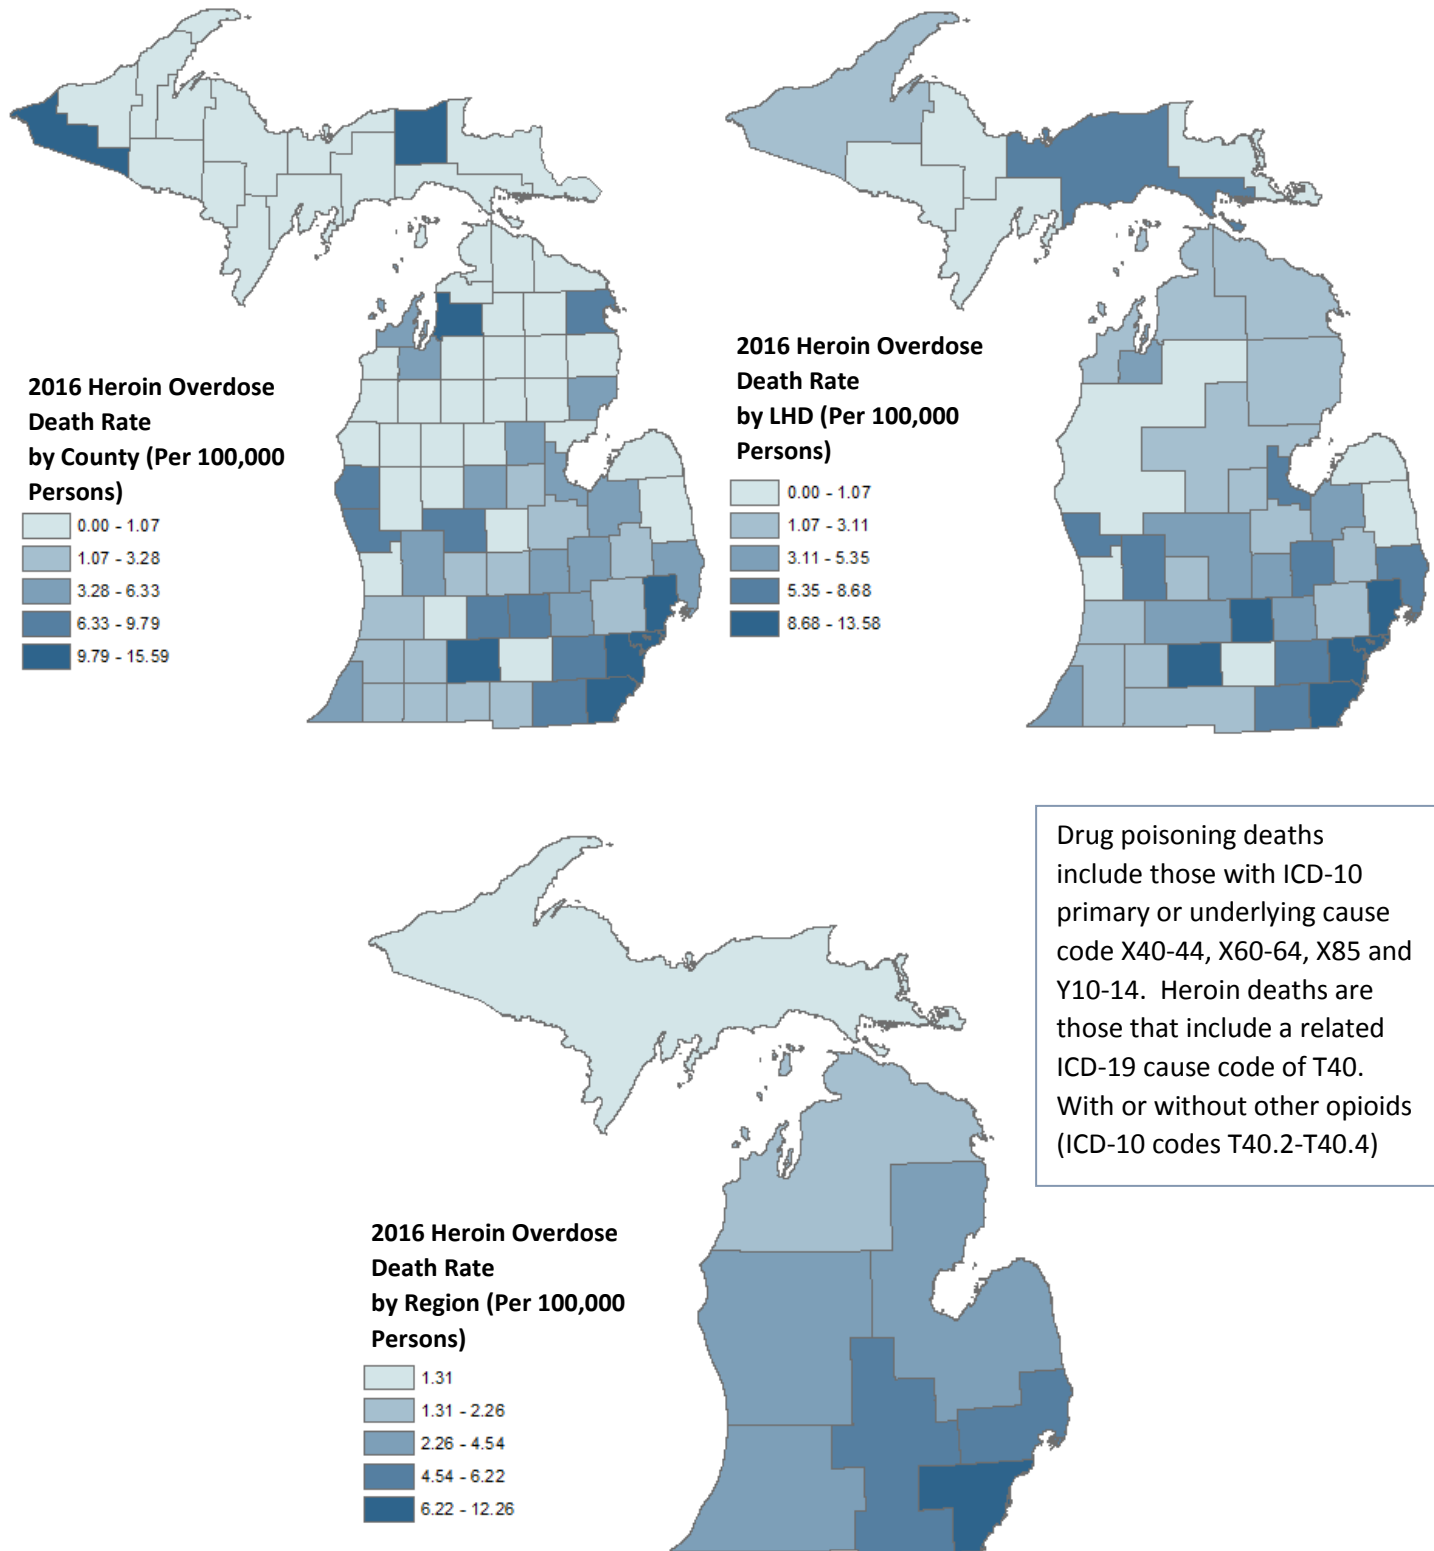 2016 Heroin Overdose
Death Rate
by County (Per 100,000
Persons)
0.00 - 1.07
1.07 - 3.28
3.28 - 6.33
6.33 - 9.79
9.79 - 15.59
2016 Heroin Overdose
Death Rate
by LHD (Per 100,000
Persons)
0.00 - 1.07
1.07 - 3.11
3.11 - 5.35
5.35 - 8.68
8.68 - 13.58
Drug poisoning deaths
include those with ICD-10
primary or underlying cause
code X40-44, X60-64, X85 and
Y10-14.  Heroin deaths are
those that include a related
ICD-19 cause code of T40.
With or without other opioids
(ICD-10 codes T40.2-T40.4)
2016 Heroin Overdose
Death Rate
by Region (Per 100,000
Persons)
1.31
1.31 - 2.26
2.26 - 4.54
4.54 - 6.22
6.22 - 12.26